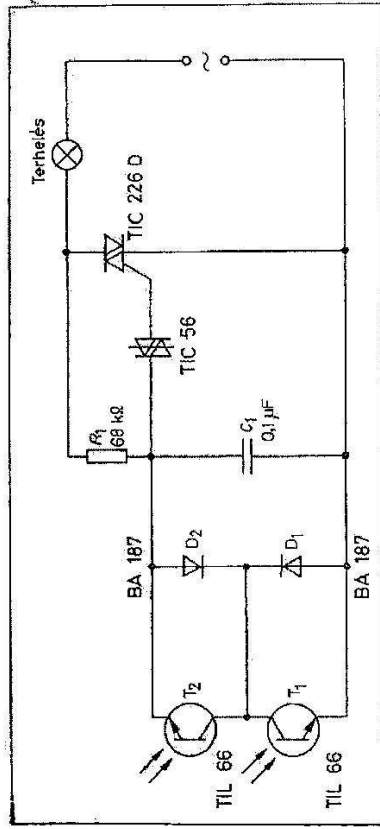 Terhelés
TIC 226 D
TIC 56
R1
68 kΩ
C1
0,1 µF
BA 187
D2
D1
BA 187
T2
TIL 66
T1
TIL 66